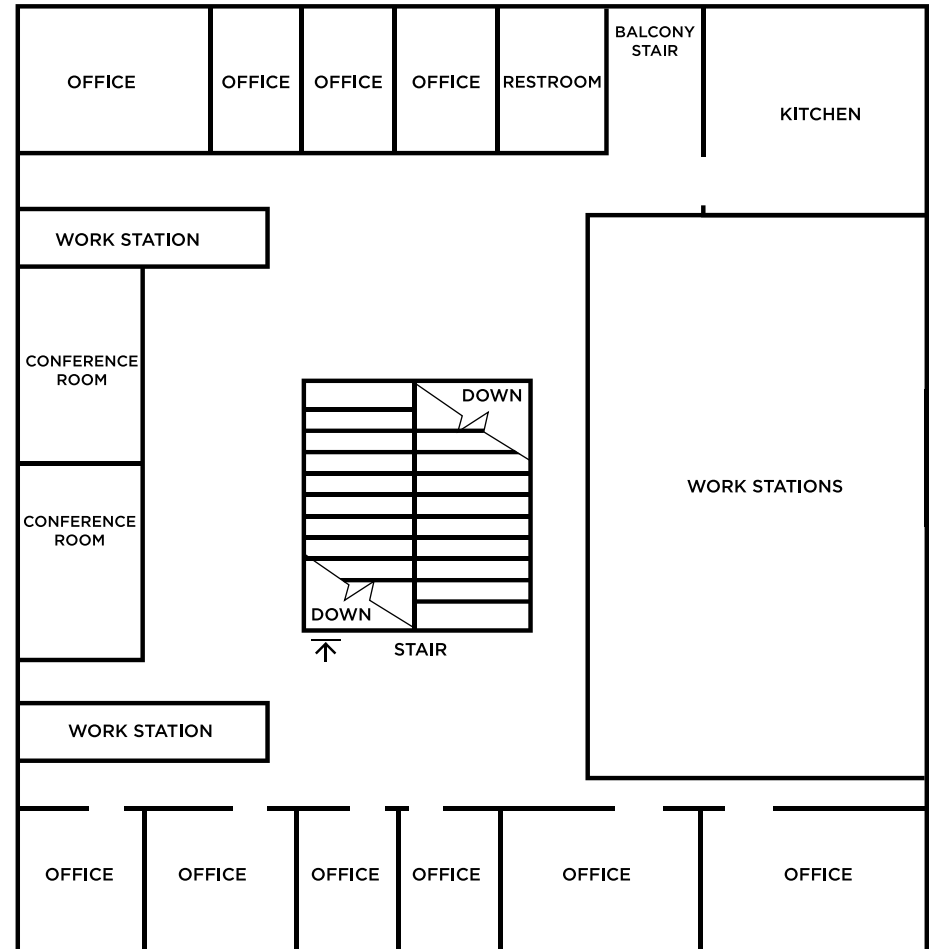 BALCONY
STAIR
OFFICE
OFFICE
OFFICE
OFFICE
RESTROOM
KITCHEN
WORK STATION
CONFERENCE
ROOM
DOWN
WORK STATIONS
CONFERENCE
ROOM
DOWN
STAIR
WORK STATION
OFFICE
OFFICE
OFFICE
OFFICE
OFFICE
OFFICE